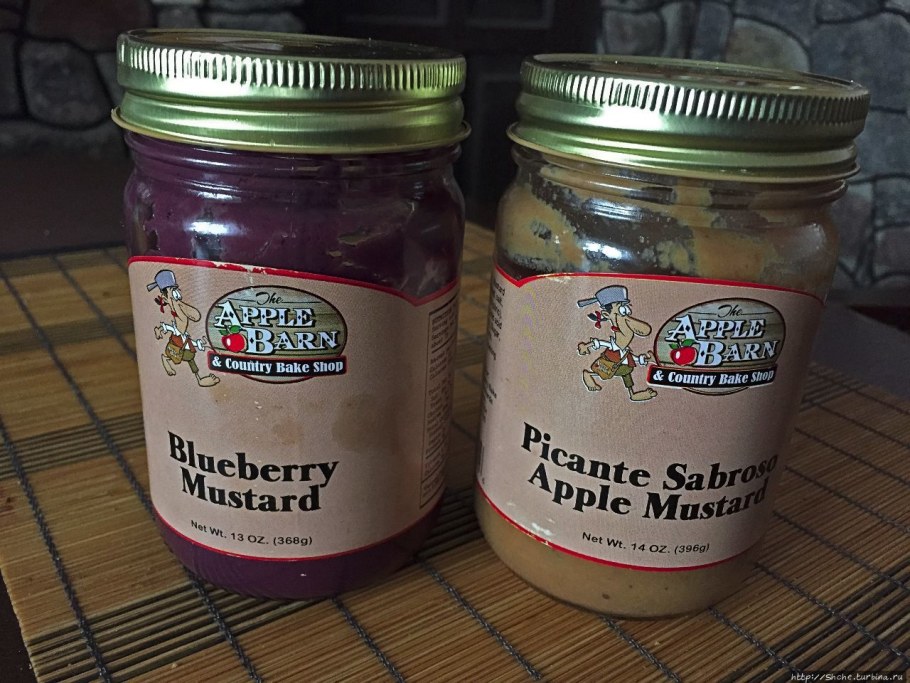 The
APPLE
BARN
& Country Bake Shop
Blueberry
Mustard
Net Wt. 13 OZ. (368g)
The
APPLE
BARN
& Country Bake Shop
Picante Sabroso
Apple Mustard
Net Wt. 14 OZ. (396g)
http://Shche.turbina.ru